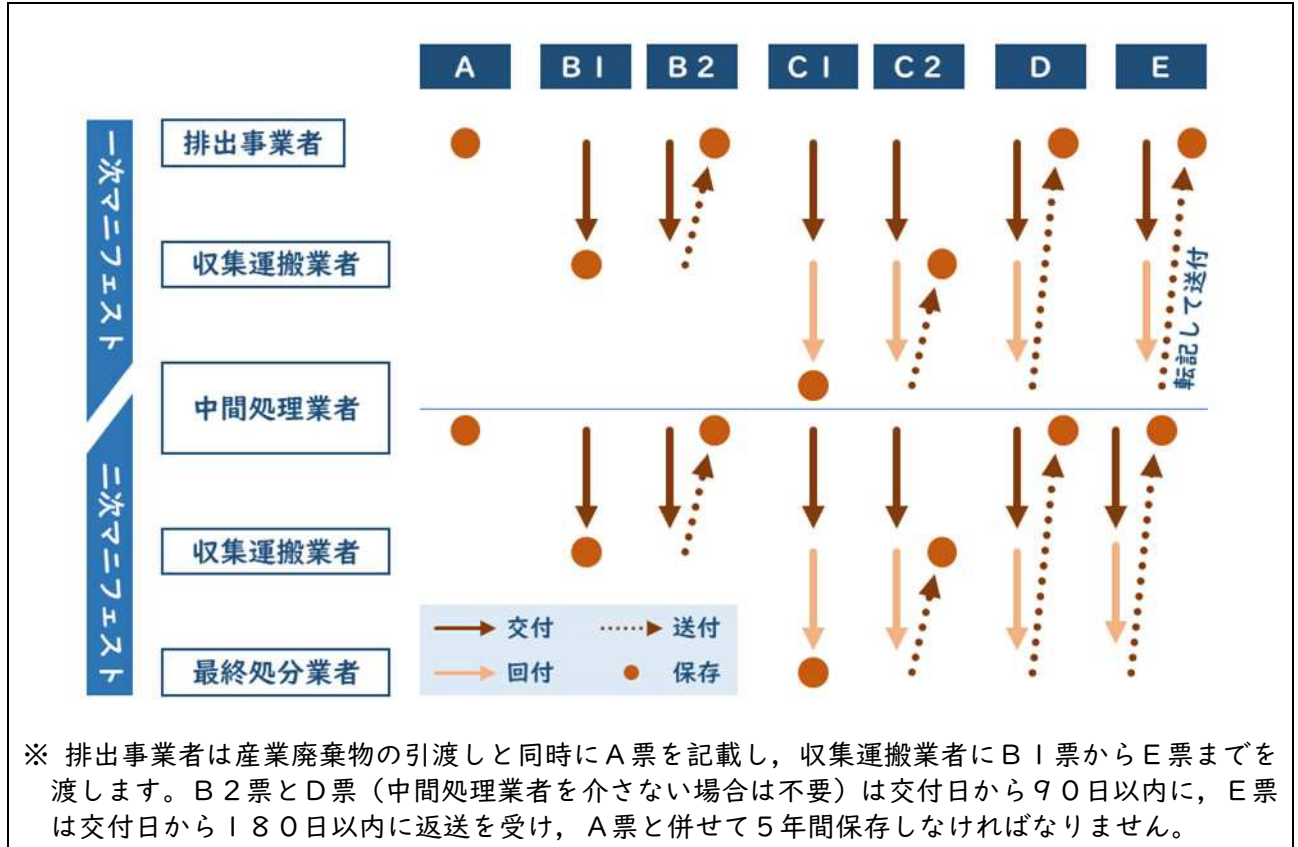 A B1 B2 C1 C2 D E
一次マニフェスト
排出事業者
収集運搬業者
転記して送付
中間処理業者
二次マニフェスト
収集運搬業者
最終処分業者
交付 送付
回付 保存
※ 排出事業者は産業廃棄物の引渡しと同時にA票を記載し，収集運搬業者にB1票からE票までを
渡します。B2票とD票（中間処理業者を介さない場合は不要）は交付日から90日以内に，E票
は交付日から180日以内に返送を受け，A票と併せて5年間保存しなければなりません。